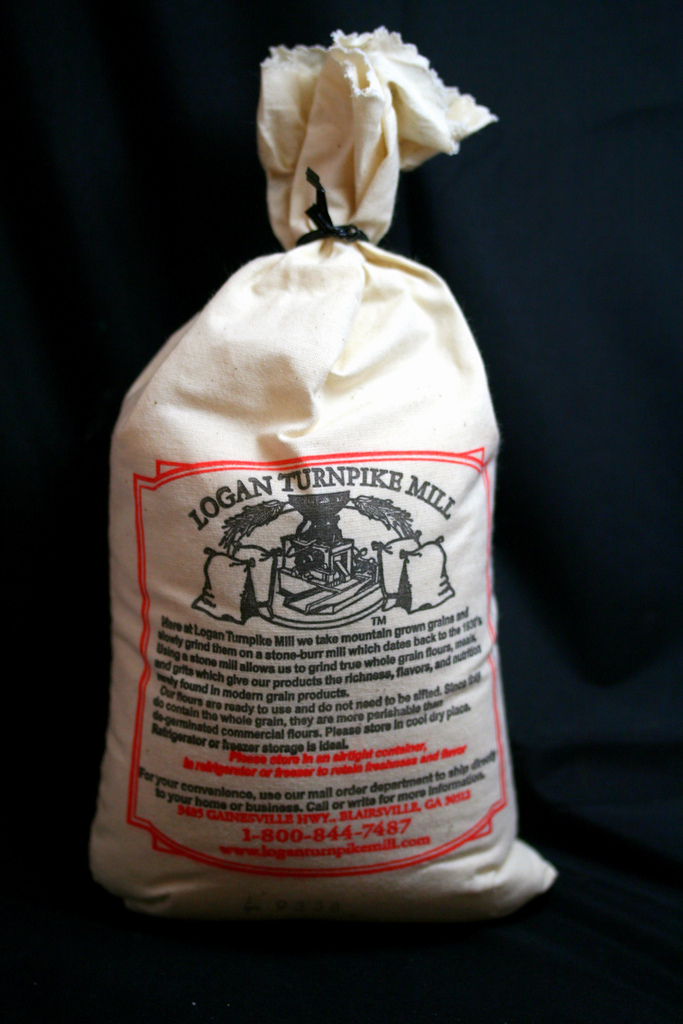 LOGAN TURNPIKE MILL
TM
Here at Logan Turnpike Mill we take mountain grown grains and
slowly grind them on a stone-burr mill which dates back to the 1920's
Using a stone mill allows us to grind true whole grain flours, meals,
and grits which give our products the richness, flavors, and nutrition
rarely found in modern grain products.
Our flours are ready to use and do not need to be sifted. Since they
do contain the whole grain, they are more perishable than
de-germinated commercial flours. Please store in cool dry place.
Refrigerator or freezer storage is ideal.
Please store in an airtight container,
in refrigerator or freezer to retain freshness and flavor
For your convenience, use our mail order department to ship directly
to your home or business. Call or write for more information.
3485 GAINESVILLE HWY., BLAIRSVILLE, GA 30512
1-800-844-7487
www.loganturnpikemill.com